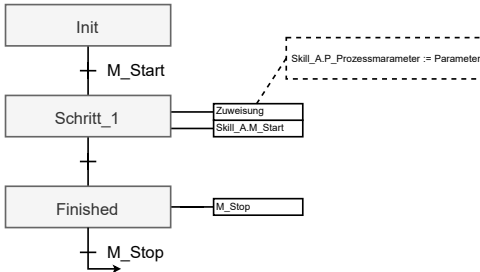 Init
M_Start
Skill_A.P_Prozessmarameter := Parameter
Schritt_1
Zuweisung
Skill_A.M_Start
Finished
M_Stop
M_Stop